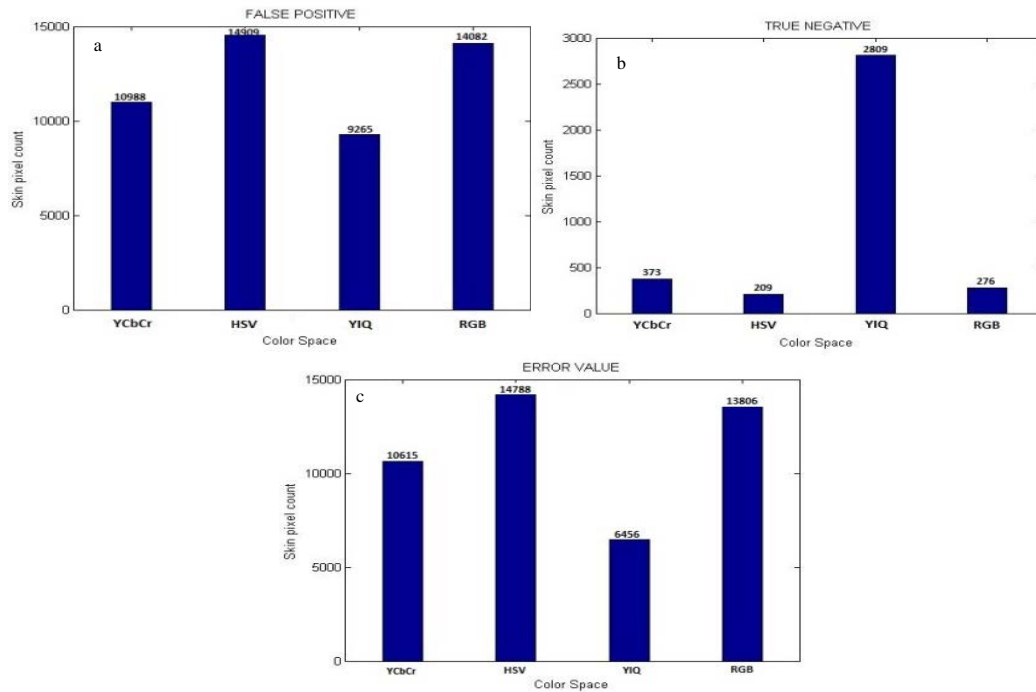 FALSE POSITIVE
a
15000
10000
5000
0
Skin pixel count
10988
14909
9265
14082
YCbCr
HSV
YIQ
RGB
Color Space
TRUE NEGATIVE
b
3000
2500
2000
1500
1000
500
0
Skin pixel count
373
209
2809
276
YCbCr
HSV
YIQ
RGB
Color Space
ERROR VALUE
c
15000
10000
5000
0
Skin pixel count
10615
14788
6456
13806
YCbCr
HSV
YIQ
RGB
Color Space